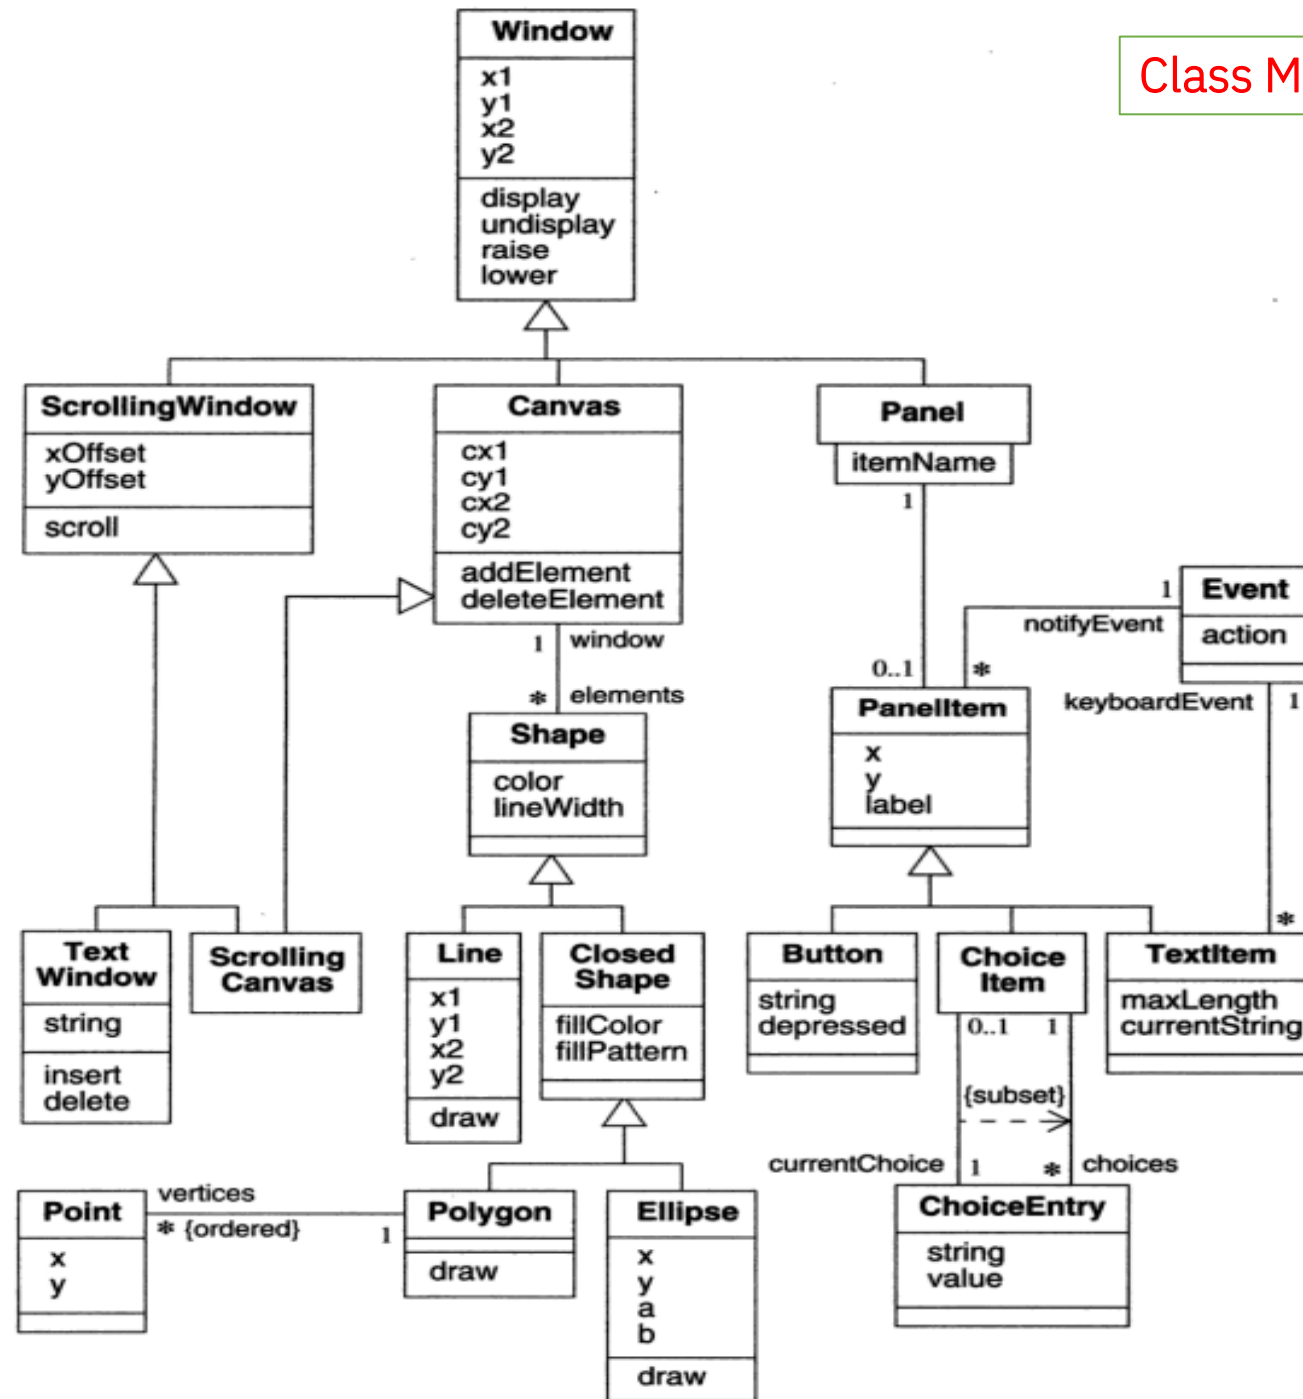 Class M
Window
x1
y1
x2
y2
display
undisplay
raise
lower
ScrollingWindow
xOffset
yOffset
scroll
Canvas
cx1
cy1
cx2
cy2
addElement
deleteElement
Panel
itemName
1
1
window
* elements
0..1
*
1
notifyEvent
Event
action
keyboardEvent
1
Shape
color
lineWidth
PanelItem
x
y
label
Text
Window
string
insert
delete
Scrolling
Canvas
Line
x1
y1
x2
y2
draw
Closed
Shape
fillColor
fillPattern
Button
string
depressed
Choice
Item
*
TextItem
maxLength
currentString
0..1
1
{subset}
currentChoice
1
*
choices
Point
x
y
vertices
* {ordered}
1
Polygon
draw
Ellipse
x
y
a
b
draw
ChoiceEntry
string
value